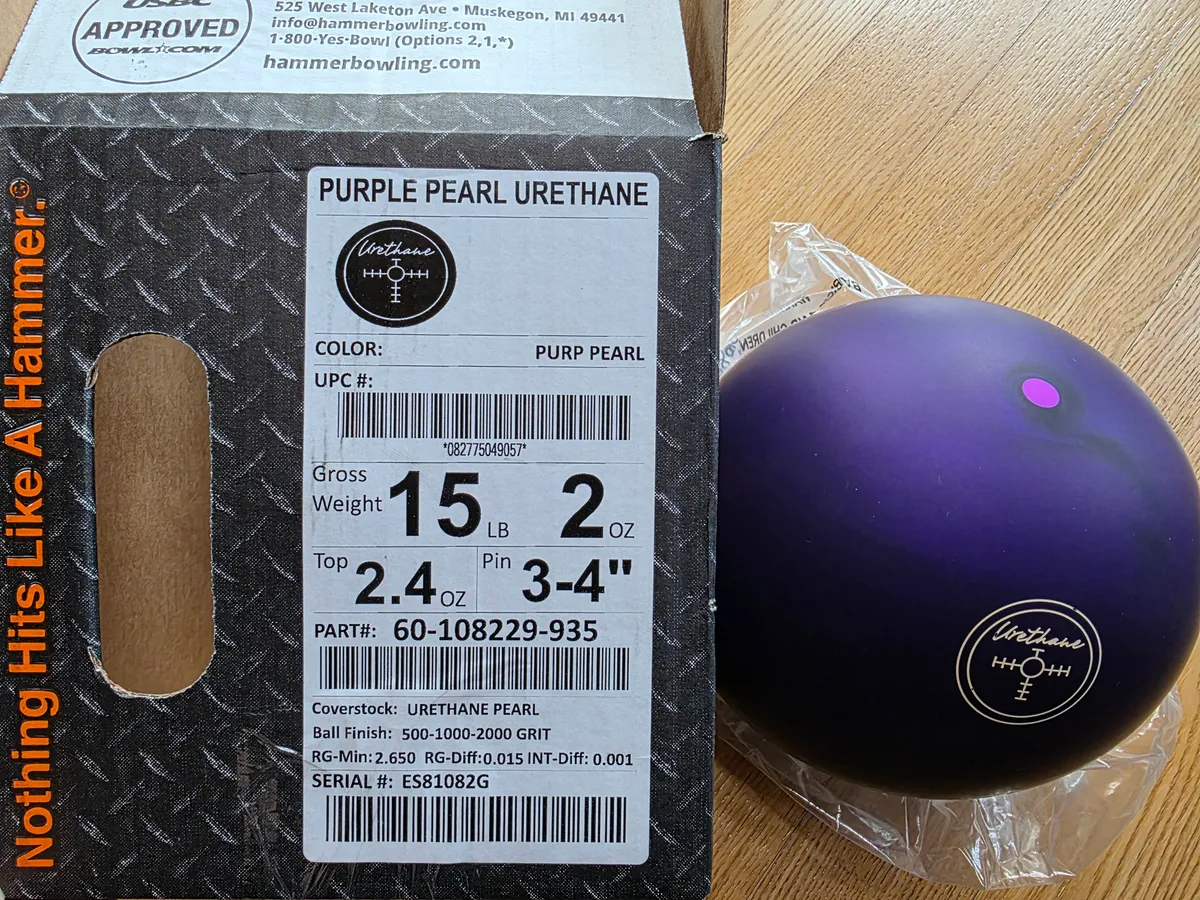 USBC
APPROVED
BOWL.COM
525 West Laketon Ave • Muskegon, MI 49441
info@hammerbowling.com
1-800-Yes-Bowl (Options 2,1,*)
hammerbowling.com
Nothing Hits Like A Hammer.®
PURPLE PEARL URETHANE
Urethane
COLOR: PURP PEARL
UPC #:
*082775049057*
Gross Weight 15 LB 2 OZ
Top 2.4 OZ Pin 3-4"
PART#: 60-108229-935
Coverstock: URETHANE PEARL
Ball Finish: 500-1000-2000 GRIT
RG-Min: 2.650 RG-Diff: 0.015 INT-Diff: 0.001
SERIAL #: ES81082G
CHILDREN
Urethane